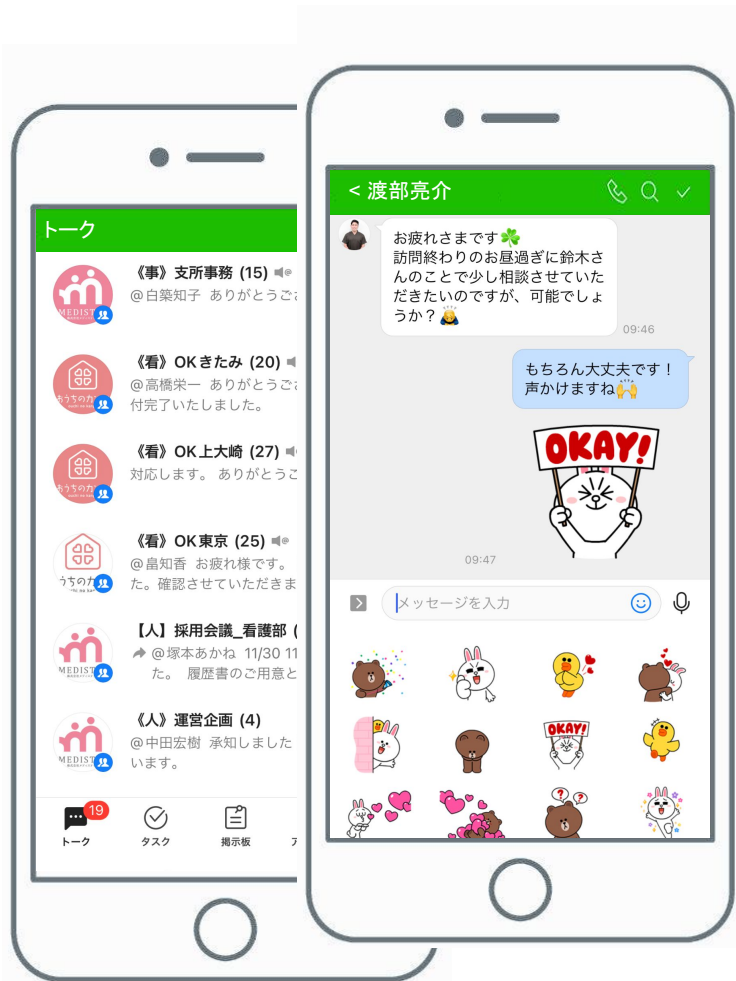 トーク
《事》支所事務 (15)
@白築知子 ありがとうござ
MEDIST
《看》OKきたみ (20)
@高橋栄一 ありがとうござ
付完了いたしました。
おうちのカ
《看》OK上大崎 (27)
対応します。ありがとうご
おうちのカ
《看》OK東京 (25)
@畠知香 お疲れ様です。
た。確認させていただきま
うちのカ
【人】採用会議_看護部 (
@塚本あかね 11/30 11
た。 履歴書のご用意と
MEDIST
《人》運営企画 (4)
@中田宏樹 承知しました
います。
MEDIST
19
トーク
タスク
掲示板
< 渡部亮介
お疲れさまです🍀
訪問終わりのお昼過ぎに鈴木さ
んのことで少し相談させていた
だきたいのですが、可能でしょ
うか？🙇
09:46
もちろん大丈夫です！
声かけますね🙌
OKAY!
09:47
メッセージを入力
OKAY!